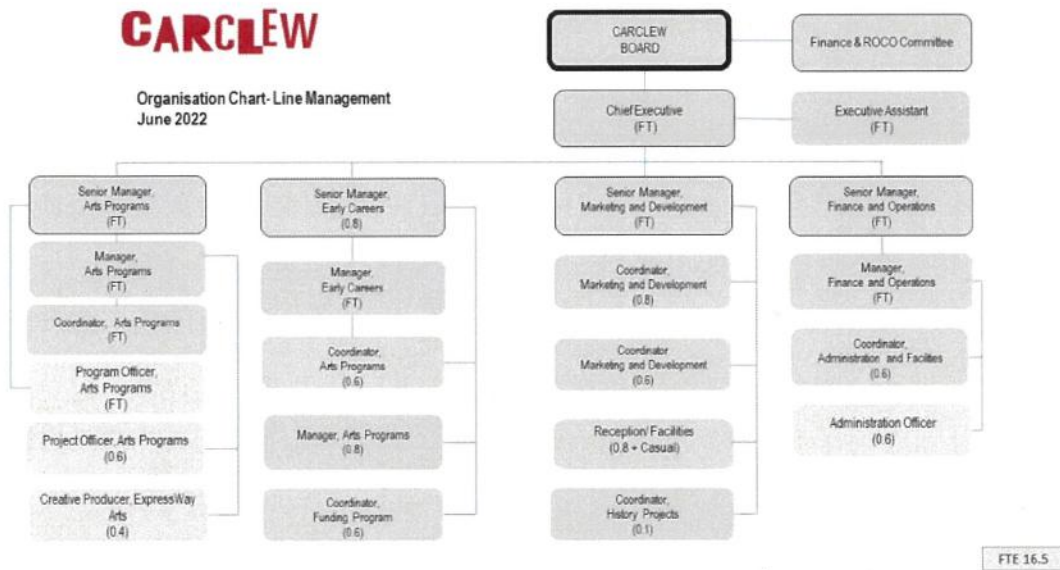 CARCLEW
Organisation Chart- Line Management
June 2022
CARCLEW
BOARD
Finance & ROCO Committee
Chief Executive
(FT)
Executive Assistant
(FT)
Senior Manager,
Arts Programs
(FT)
Manager,
Arts Programs
(FT)
Coordinator, Arts Programs
(FT)
Program Officer,
Arts Programs
(FT)
Project Officer, Arts Programs
(0.6)
Creative Producer, ExpressWay
Arts
(0.4)
Senior Manager,
Early Careers
(0.8)
Manager,
Early Careers
(FT)
Coordinator,
Arts Programs
(0.6)
Manager, Arts Programs
(0.8)
Coordinator,
Funding Program
(0.6)
Senior Manager,
Marketing and Development
(FT)
Coordinator,
Marketing and Development
(0.8)
Coordinator
Marketing and Development
(0.6)
Reception/ Facilities
(0.8 + Casual)
Coordinator,
History Projects
(0.1)
Senior Manager,
Finance and Operations
(FT)
Manager,
Finance and Operations
(FT)
Coordinator,
Administration and Facilities
(0.6)
Administration Officer
(0.6)
FTE 16.5